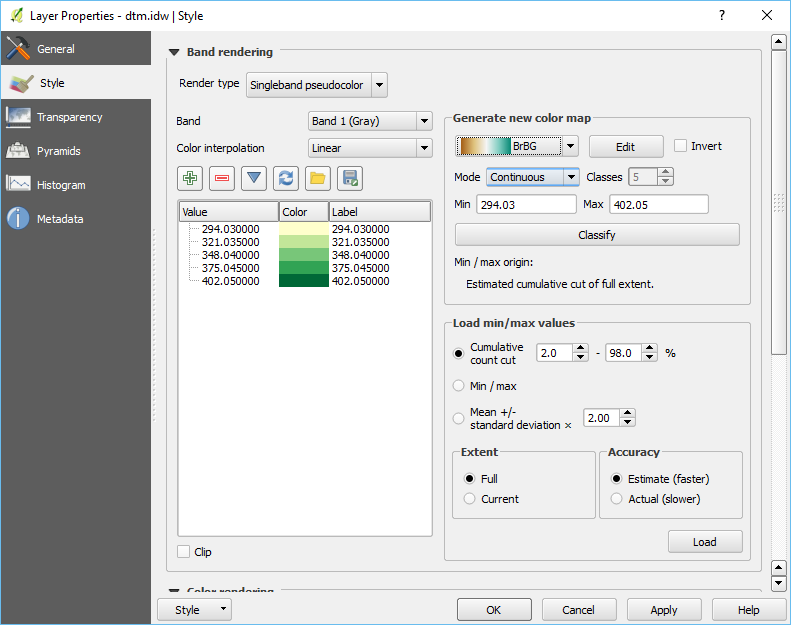 Layer Properties - dtm.idw | Style
General
Style
Transparency
Pyramids
Histogram
Metadata
Band rendering
Render type Singleband pseudocolor
Band Band 1 (Gray)
Color interpolation Linear
Value Color Label
294.030000 294.030000
321.035000 321.035000
348.040000 348.040000
375.045000 375.045000
402.050000 402.050000
Clip
Generate new color map
BrBG Edit Invert
Mode Continuous Classes 5
Min 294.03 Max 402.05
Classify
Min / max origin:
Estimated cumulative cut of full extent.
Load min/max values
Cumulative
count cut 2.0 - 98.0 %
Min / max
Mean +/-
standard deviation × 2.00
Extent
Full
Current
Accuracy
Estimate (faster)
Actual (slower)
Load
Color rendering
Style OK Cancel Apply Help